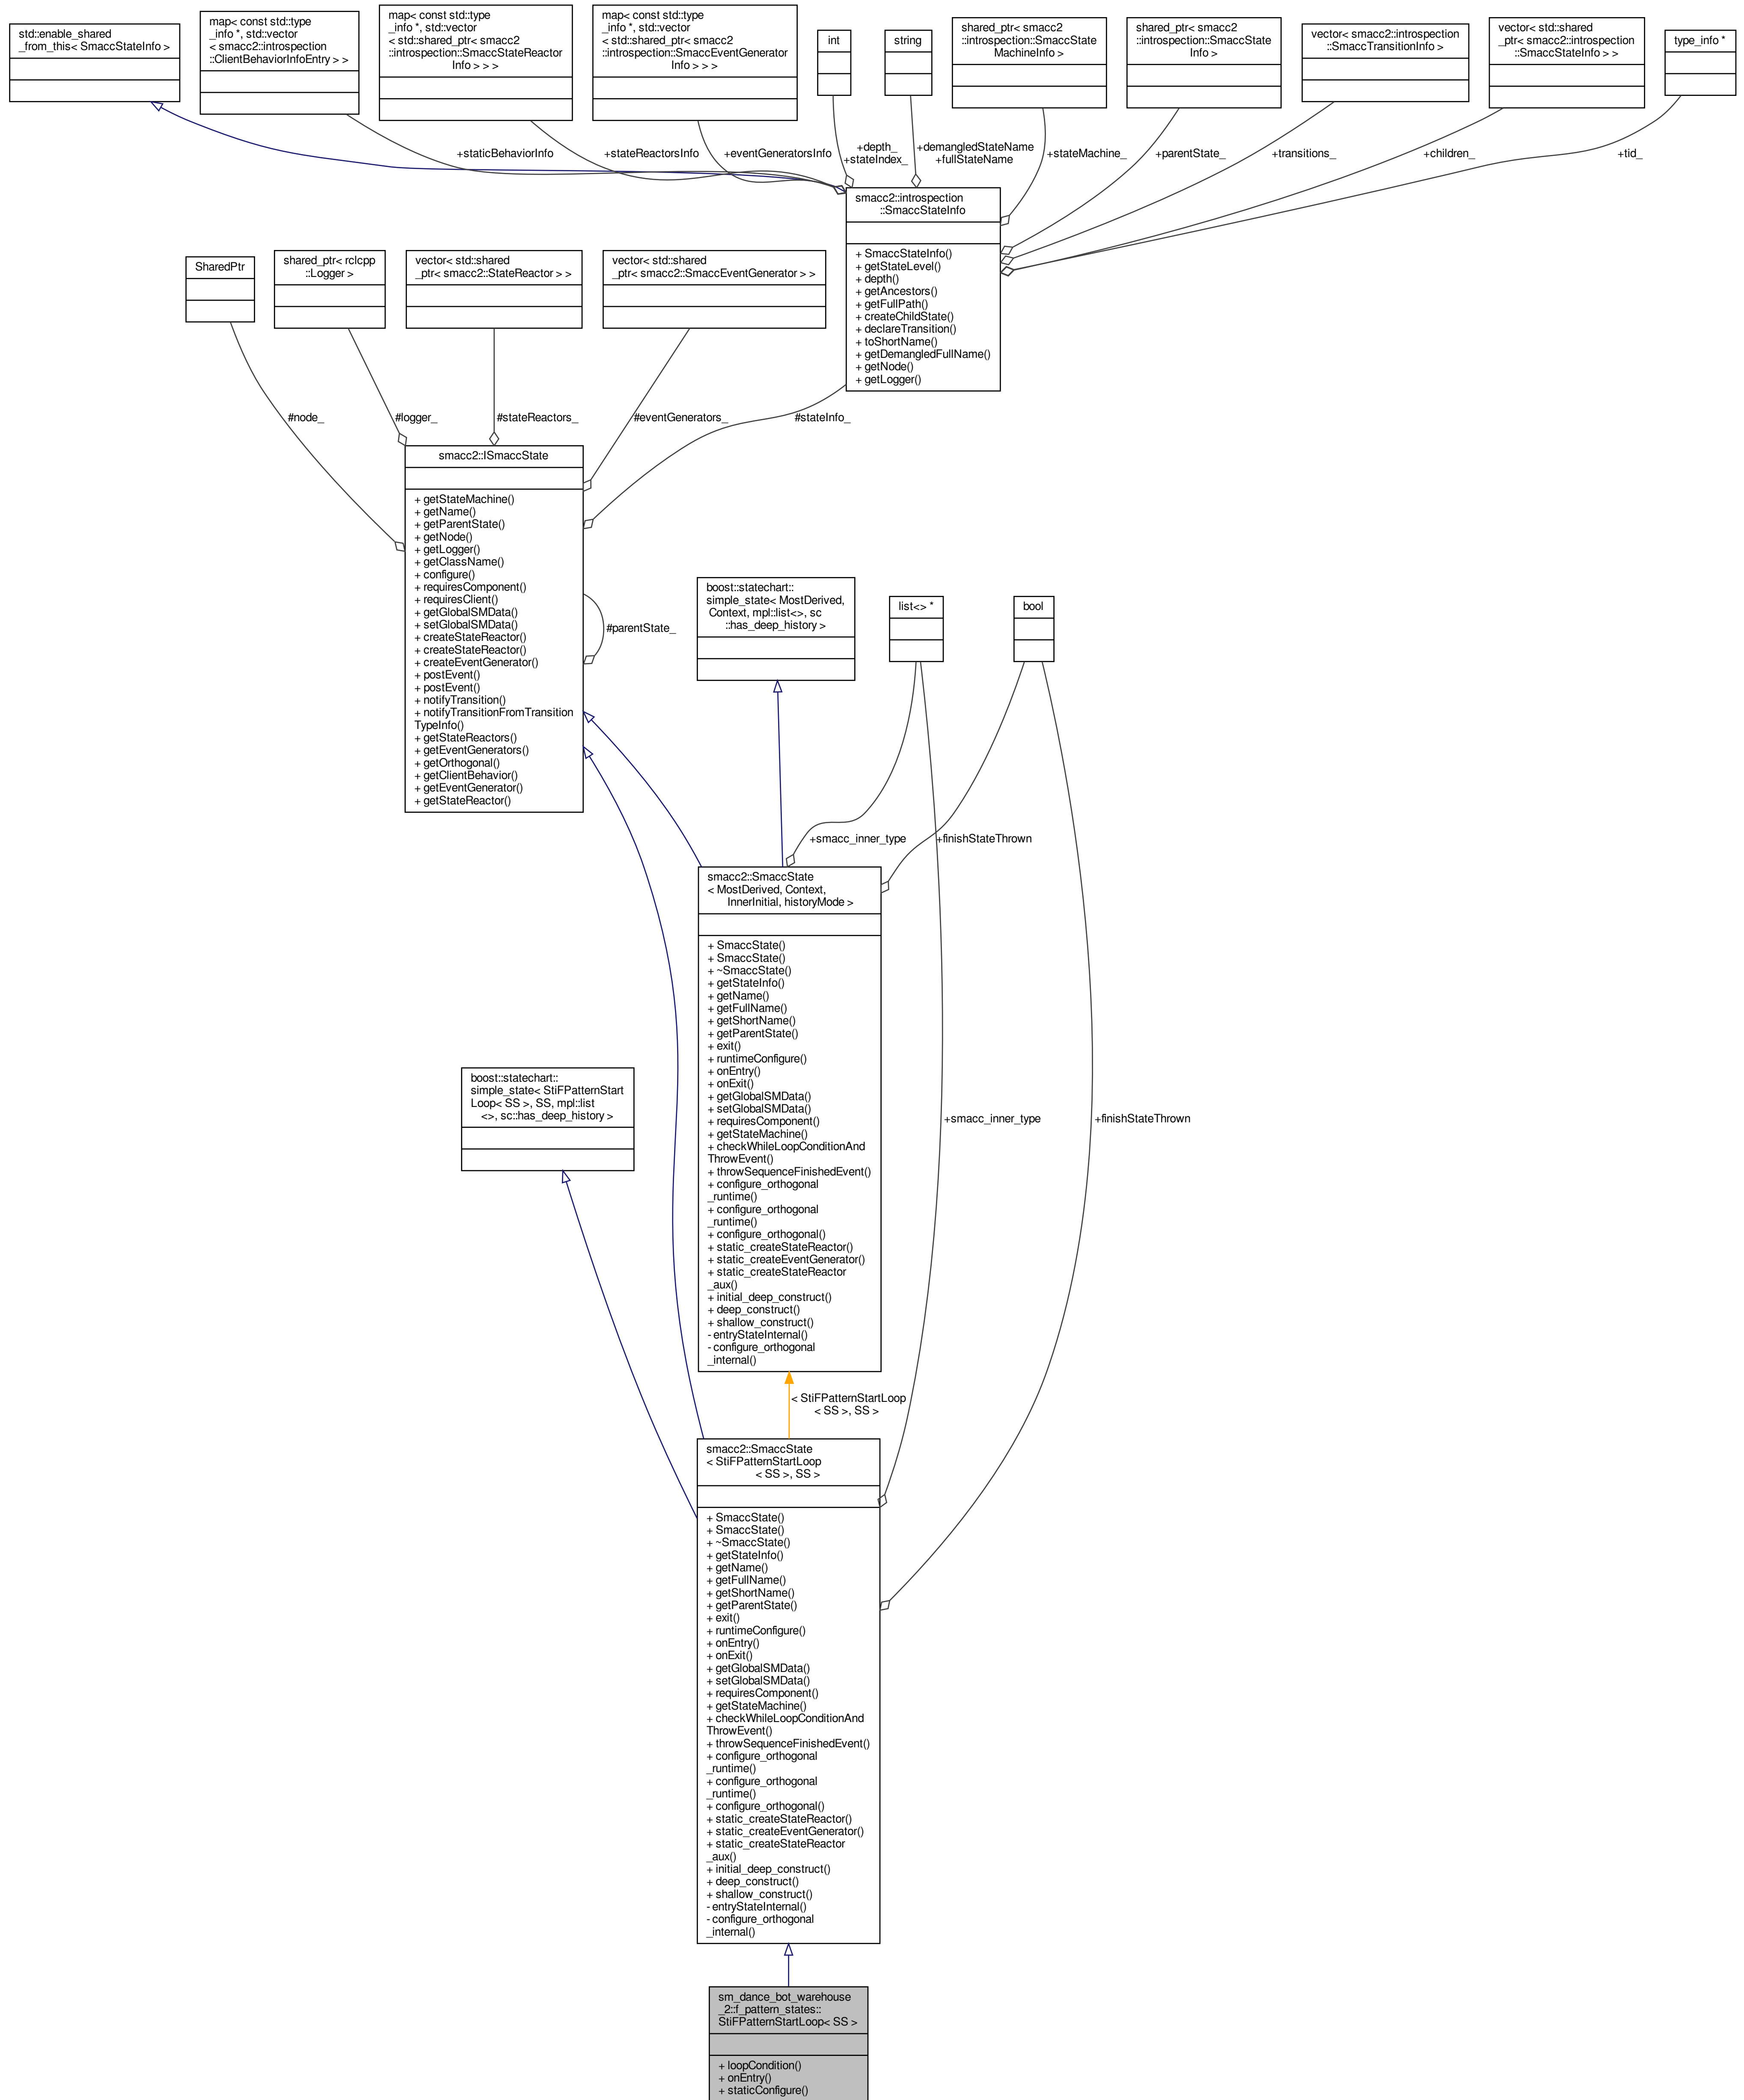 std::enable_shared
_from_this< SmaccStateInfo >
map< const std::type
_info *, std::vector
< smacc2::introspection
::ClientBehaviorInfoEntry > >
map< const std::type
_info *, std::vector
< std::shared_ptr< smacc2
::introspection::SmaccStateReactor
Info > > >
map< const std::type
_info *, std::vector
< std::shared_ptr< smacc2
::introspection::SmaccEventGenerator
Info > > >
int
string
shared_ptr< smacc2
::introspection::SmaccState
MachineInfo >
shared_ptr< smacc2
::introspection::SmaccState
Info >
vector< smacc2::introspection
::SmaccTransitionInfo >
vector< std::shared
_ptr< smacc2::introspection
::SmaccStateInfo > >
type_info *
+staticBehaviorInfo
+stateReactorsInfo
+eventGeneratorsInfo
+depth_
+stateIndex_
+demangledStateName
+fullStateName
+stateMachine_
+parentState_
+transitions_
+children_
+tid_
smacc2::introspection
::SmaccStateInfo
+ SmaccStateInfo()
+ getStateLevel()
+ depth()
+ getAncestors()
+ getFullPath()
+ createChildState()
+ declareTransition()
+ toShortName()
+ getDemangledFullName()
+ getNode()
+ getLogger()
SharedPtr
shared_ptr< rclcpp
::Logger >
vector< std::shared
_ptr< smacc2::StateReactor > >
vector< std::shared
_ptr< smacc2::SmaccEventGenerator > >
#node_
#logger_
#stateReactors_
#eventGenerators_
#stateInfo_
smacc2::ISmaccState
+ getStateMachine()
+ getName()
+ getParentState()
+ getNode()
+ getLogger()
+ getClassName()
+ configure()
+ requiresComponent()
+ requiresClient()
+ getGlobalSMData()
+ setGlobalSMData()
+ createStateReactor()
+ createStateReactor()
+ createEventGenerator()
+ postEvent()
+ postEvent()
+ notifyTransition()
+ notifyTransitionFromTransition
TypeInfo()
+ getStateReactors()
+ getEventGenerators()
+ getOrthogonal()
+ getClientBehavior()
+ getEventGenerator()
+ getStateReactor()
#parentState_
boost::statechart::
simple_state< MostDerived,
Context, mpl::list<>, sc
::has_deep_history >
list<> *
bool
+smacc_inner_type
+finishStateThrown
smacc2::SmaccState
< MostDerived, Context,
InnerInitial, historyMode >
+ SmaccState()
+ SmaccState()
+ ~SmaccState()
+ getStateInfo()
+ getName()
+ getFullName()
+ getShortName()
+ getParentState()
+ exit()
+ runtimeConfigure()
+ onEntry()
+ onExit()
+ getGlobalSMData()
+ setGlobalSMData()
+ requiresComponent()
+ getStateMachine()
+ checkWhileLoopConditionAnd
ThrowEvent()
+ throwSequenceFinishedEvent()
+ configure_orthogonal
_runtime()
+ configure_orthogonal
_runtime()
+ configure_orthogonal()
+ static_createStateReactor()
+ static_createEventGenerator()
+ static_createStateReactor
_aux()
+ initial_deep_construct()
+ deep_construct()
+ shallow_construct()
- entryStateInternal()
- configure_orthogonal
_internal()
boost::statechart::
simple_state< StiFPatternStart
Loop< SS >, SS, mpl::list
<>, sc::has_deep_history >
+smacc_inner_type
+finishStateThrown
< StiFPatternStartLoop
< SS >, SS >
smacc2::SmaccState
< StiFPatternStartLoop
< SS >, SS >
+ SmaccState()
+ SmaccState()
+ ~SmaccState()
+ getStateInfo()
+ getName()
+ getFullName()
+ getShortName()
+ getParentState()
+ exit()
+ runtimeConfigure()
+ onEntry()
+ onExit()
+ getGlobalSMData()
+ setGlobalSMData()
+ requiresComponent()
+ getStateMachine()
+ checkWhileLoopConditionAnd
ThrowEvent()
+ throwSequenceFinishedEvent()
+ configure_orthogonal
_runtime()
+ configure_orthogonal
_runtime()
+ configure_orthogonal()
+ static_createStateReactor()
+ static_createEventGenerator()
+ static_createStateReactor
_aux()
+ initial_deep_construct()
+ deep_construct()
+ shallow_construct()
- entryStateInternal()
- configure_orthogonal
_internal()
sm_dance_bot_warehouse
_2::f_pattern_states::
StiFPatternStartLoop< SS >
+ loopCondition()
+ onEntry()
+ staticConfigure()